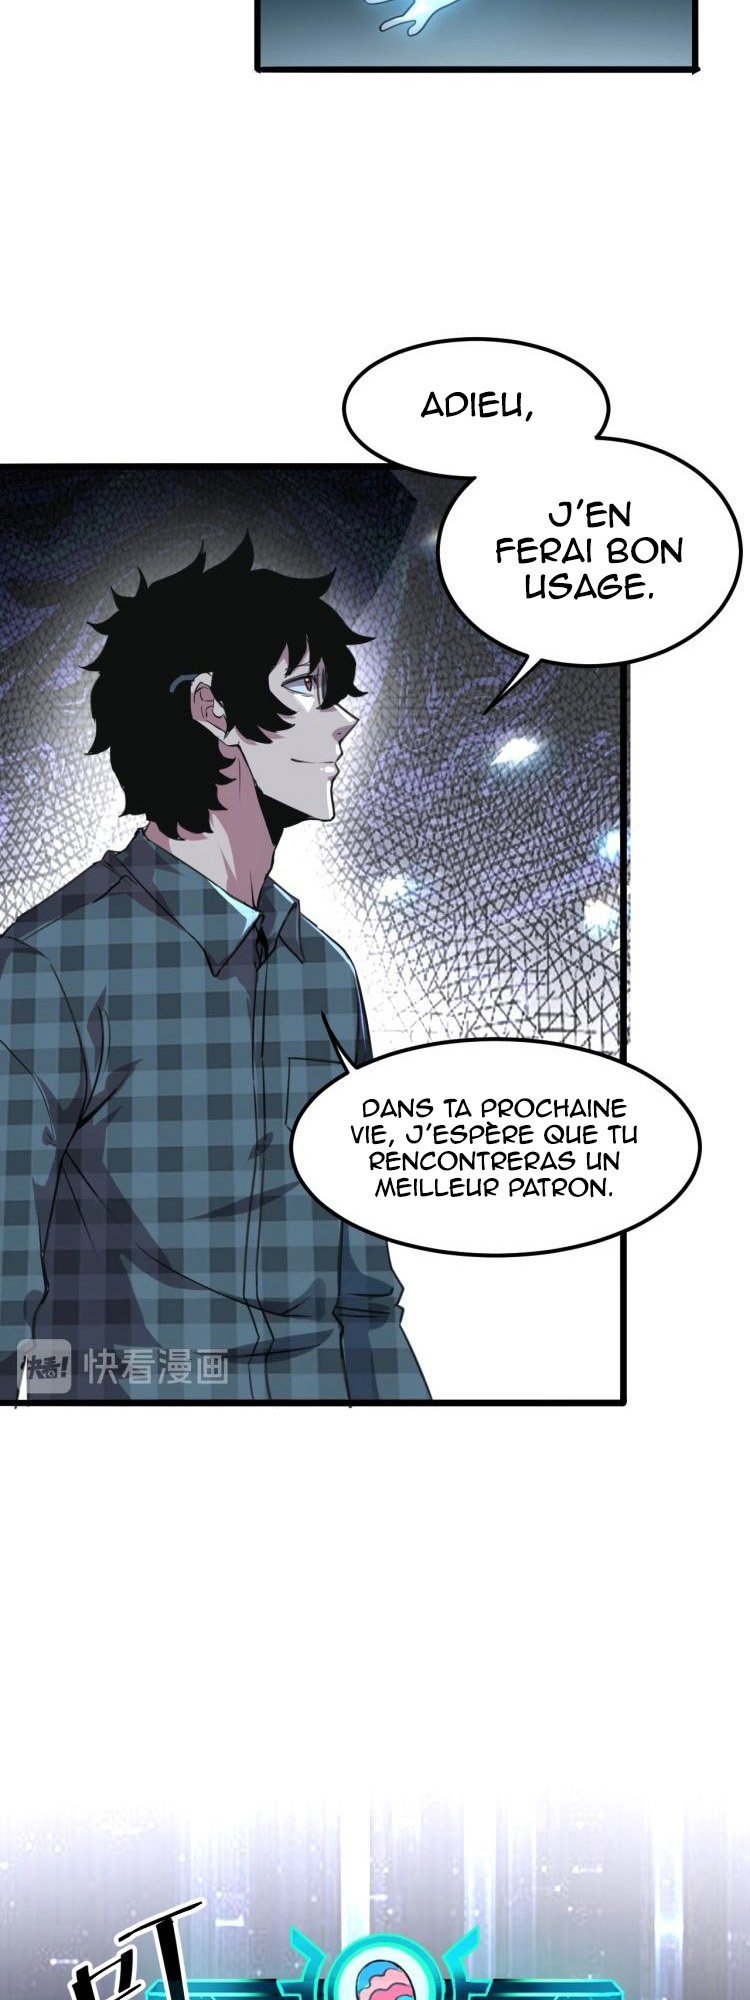 ADIEU,
J'EN
FERAI BON
USAGE.
DANS TA PROCHAINE
VIE, J'ESPÈRE QUE TU
RENCONTRERAS UN
MEILLEUR PATRON.
快看! 快看漫画
叮